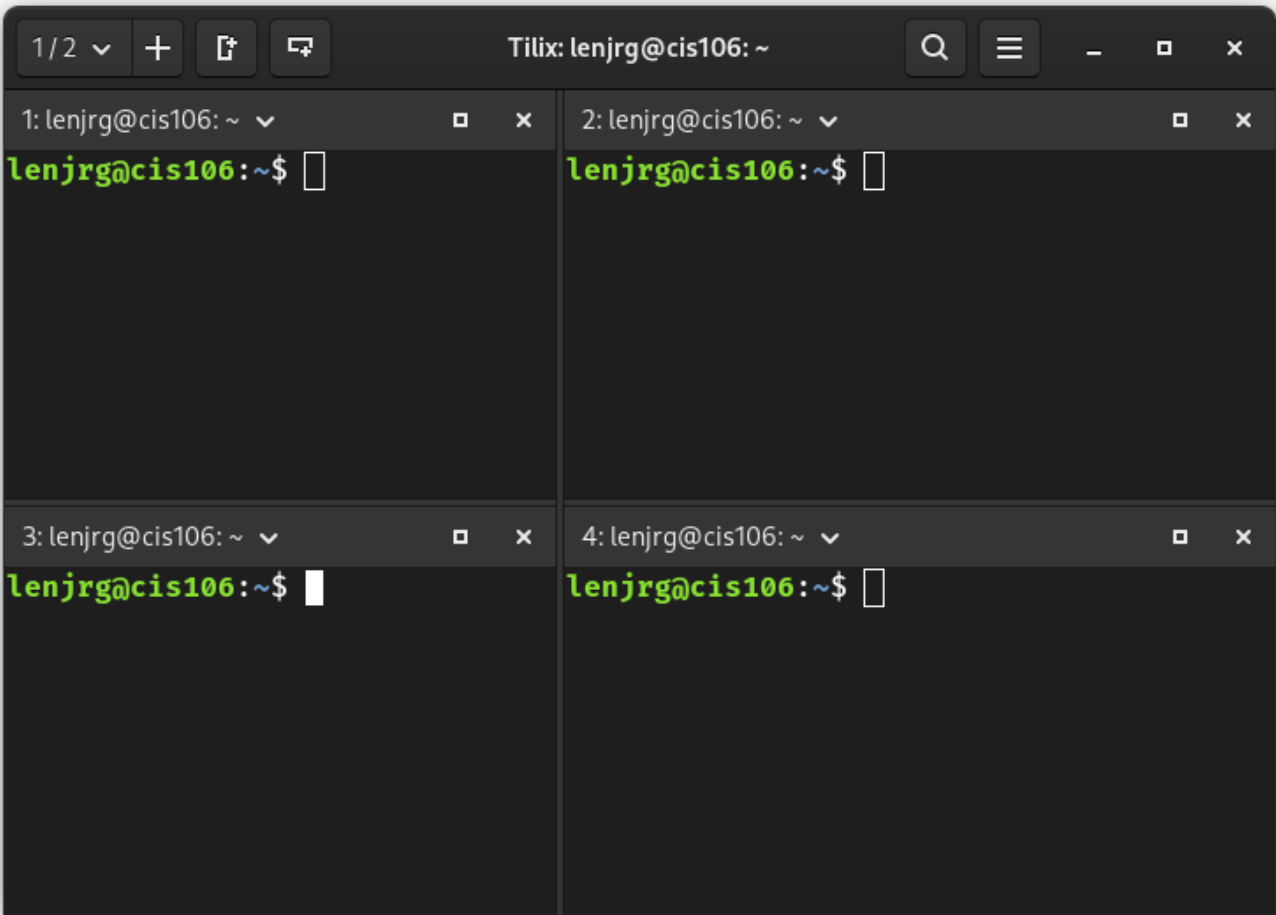 1 / 2
Tilix: lenjrg@cis106: ~
1: lenjrg@cis106: ~
2: lenjrg@cis106: ~
lenjrg@cis106:~$
lenjrg@cis106:~$
3: lenjrg@cis106: ~
4: lenjrg@cis106: ~
lenjrg@cis106:~$
lenjrg@cis106:~$